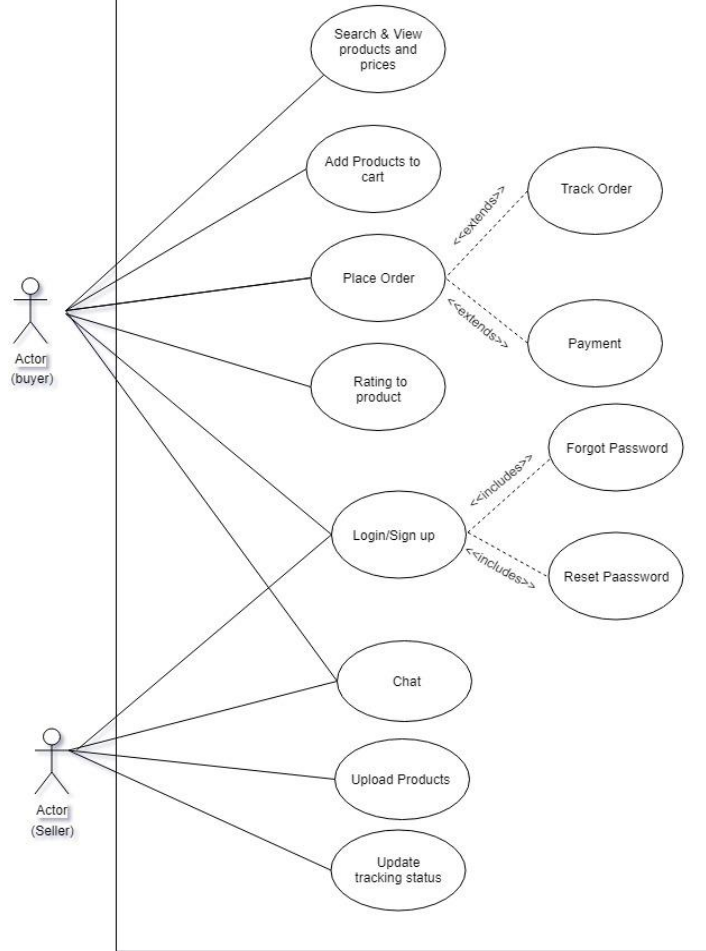 Search & View
products and
prices
Add Products to
cart
<<extends>>
Track Order
Place Order
<<extends>>
Payment
Actor
(buyer)
Rating to
product
Forgot Password
<<includes>>
Login/Sign up
<<includes>>
Reset Paassword
Chat
Actor
(Seller)
Upload Products
Update
tracking status